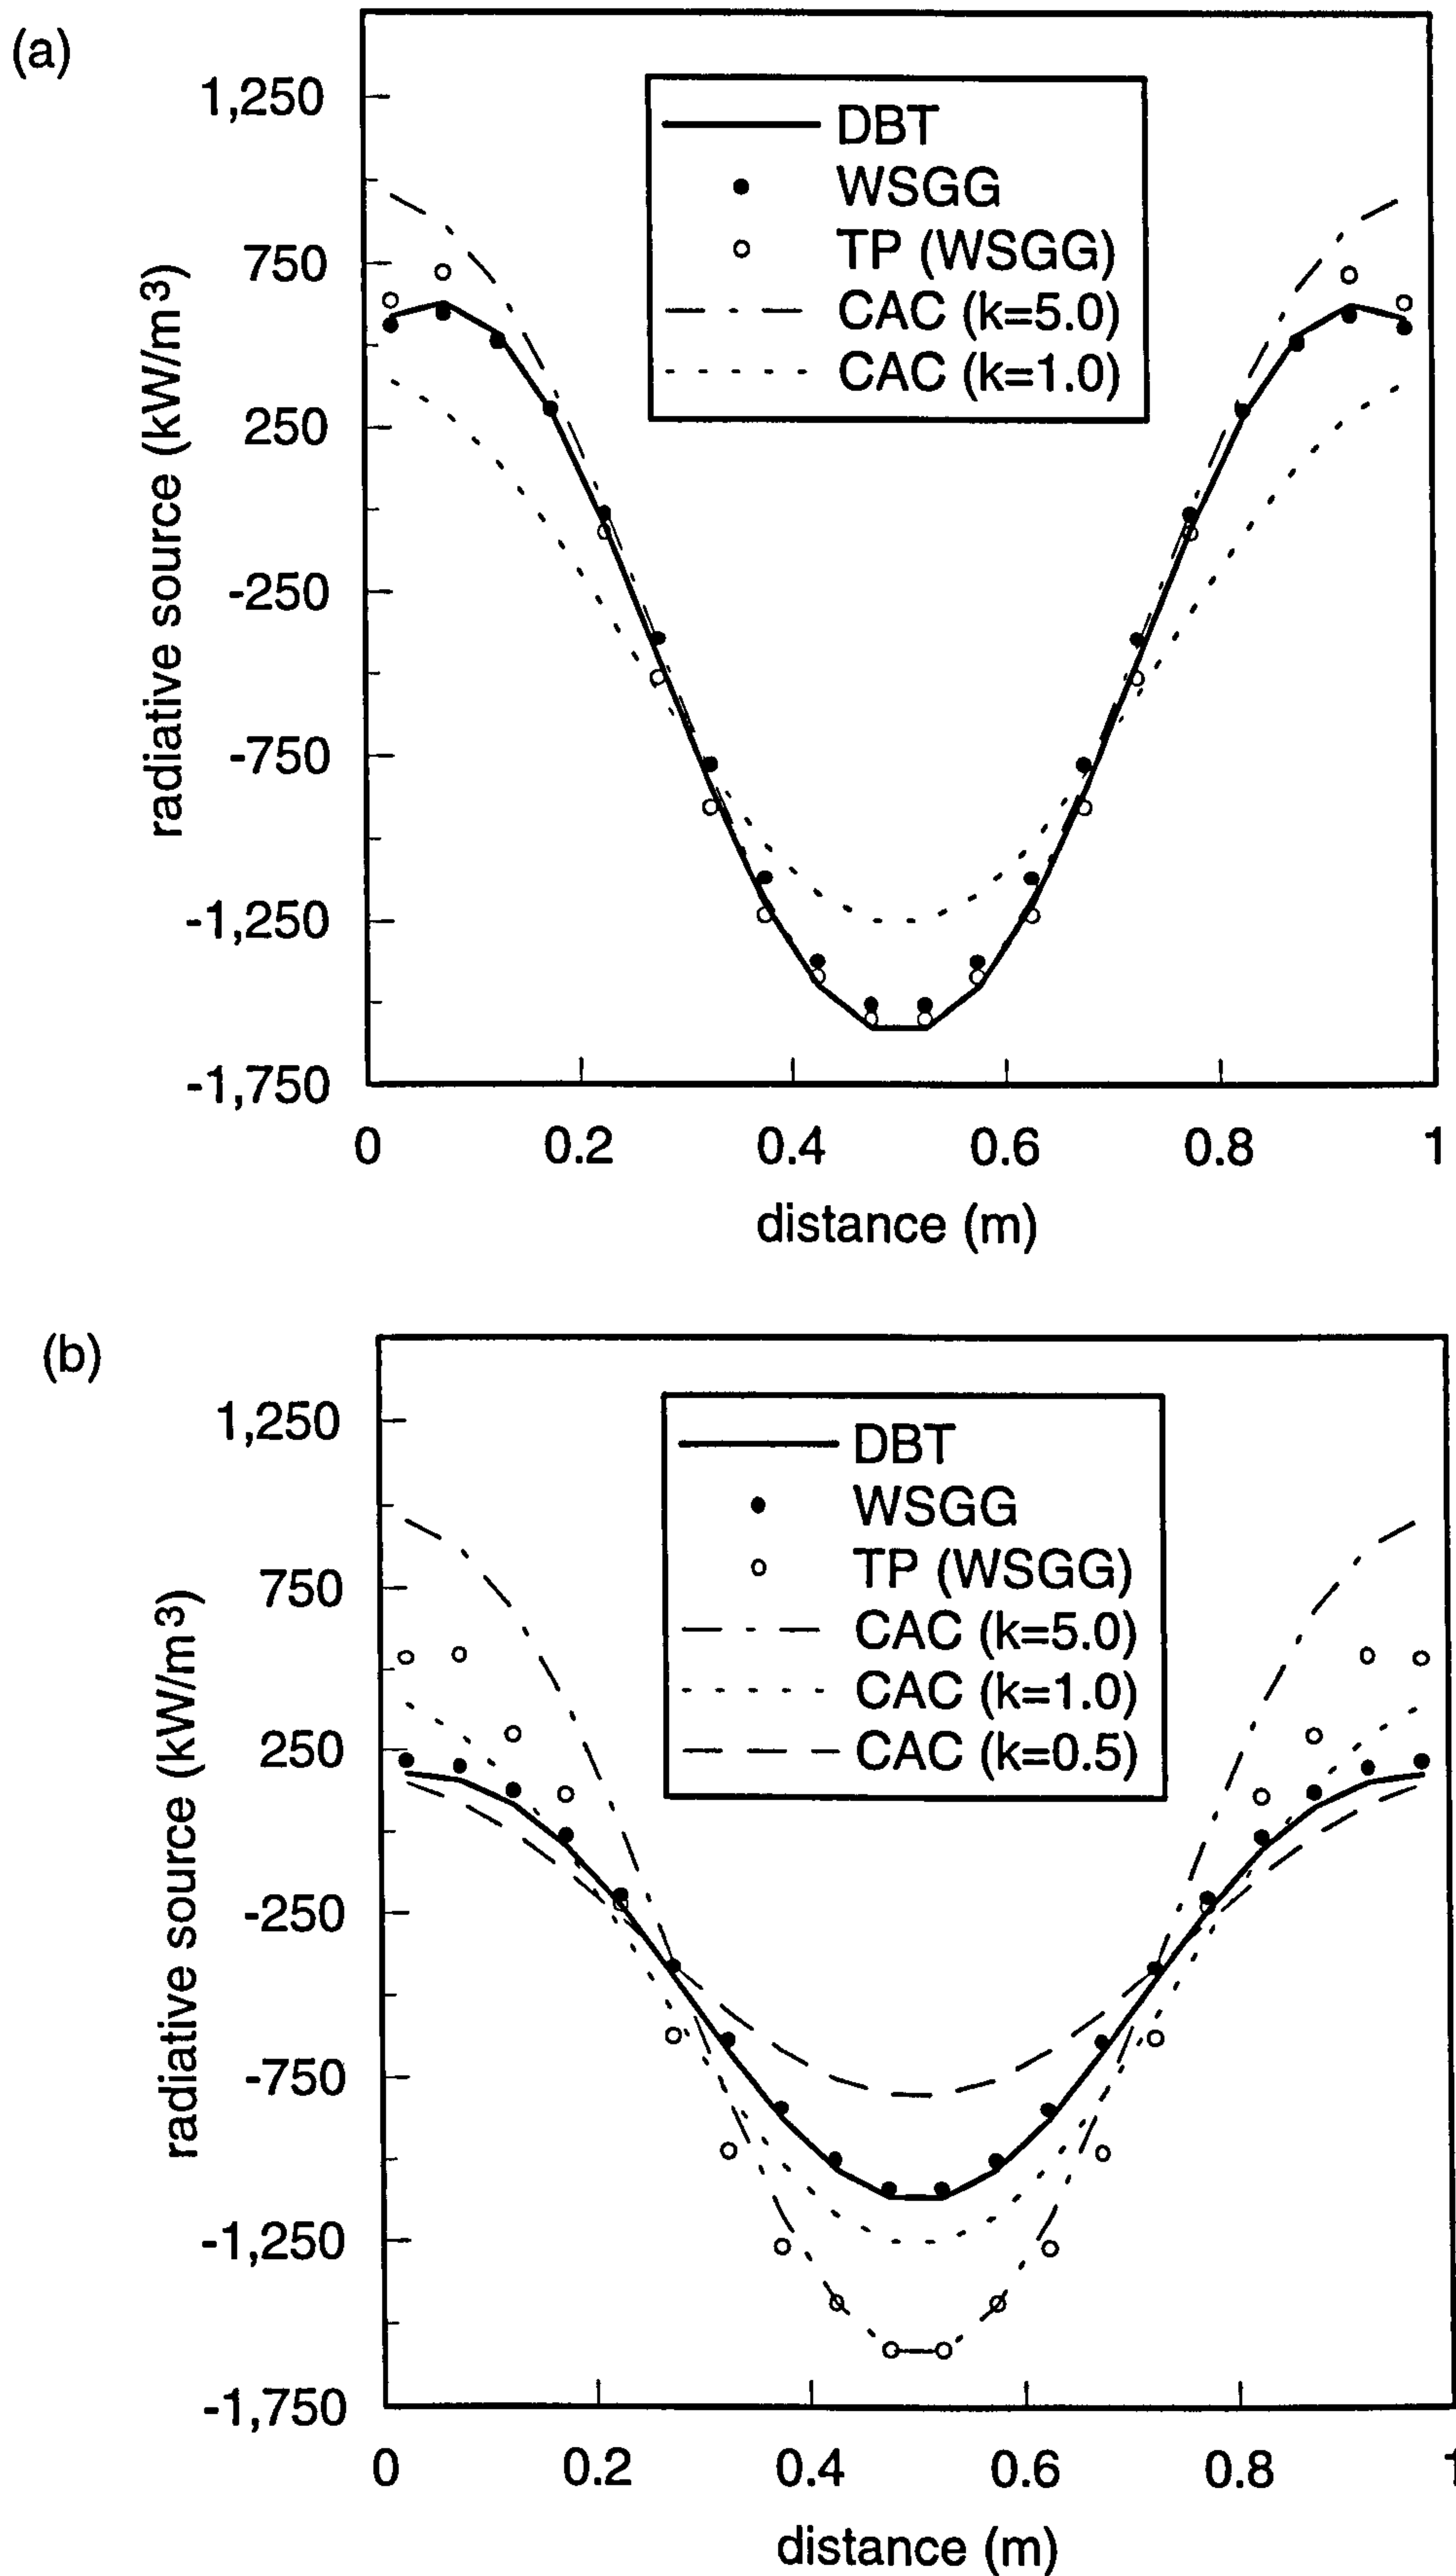 (a)
1,250
750
250
-250
-750
-1,250
-1,750
radiative source (kW/m³)
DBT
WSGG
TP (WSGG)
CAC (k=5.0)
CAC (k=1.0)
0 0.2 0.4 0.6 0.8 1
distance (m)
(b)
1,250
750
250
-250
-750
-1,250
-1,750
radiative source (kW/m³)
DBT
WSGG
TP (WSGG)
CAC (k=5.0)
CAC (k=1.0)
CAC (k=0.5)
0 0.2 0.4 0.6 0.8 1
distance (m)